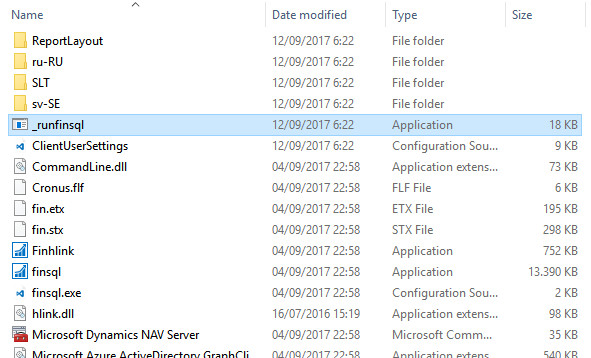 Name Date modified Type Size
ReportLayout 12/09/2017 6:22 File folder
ru-RU 12/09/2017 6:22 File folder
SLT 12/09/2017 6:22 File folder
sv-SE 12/09/2017 6:22 File folder
_runfinsql 12/09/2017 6:22 Application 18 KB
ClientUserSettings 12/09/2017 6:22 Configuration Sou... 9 KB
CommandLine.dll 04/09/2017 22:58 Application extens... 73 KB
Cronus.flf 04/09/2017 22:58 FLF File 6 KB
fin.etx 04/09/2017 22:58 ETX File 195 KB
fin.stx 04/09/2017 22:58 STX File 298 KB
Finhlink 04/09/2017 22:58 Application 752 KB
finsql 04/09/2017 22:58 Application 13.390 KB
finsql.exe 04/09/2017 22:58 Configuration Sou... 2 KB
hlink.dll 16/07/2016 15:19 Application extens... 98 KB
Microsoft Dynamics NAV Server 04/09/2017 22:58 Microsoft Comm... 35 KB
Microsoft.Azure.ActiveDirectory.GraphCli... 04/09/2017 22:58 Application extens... 540 KB